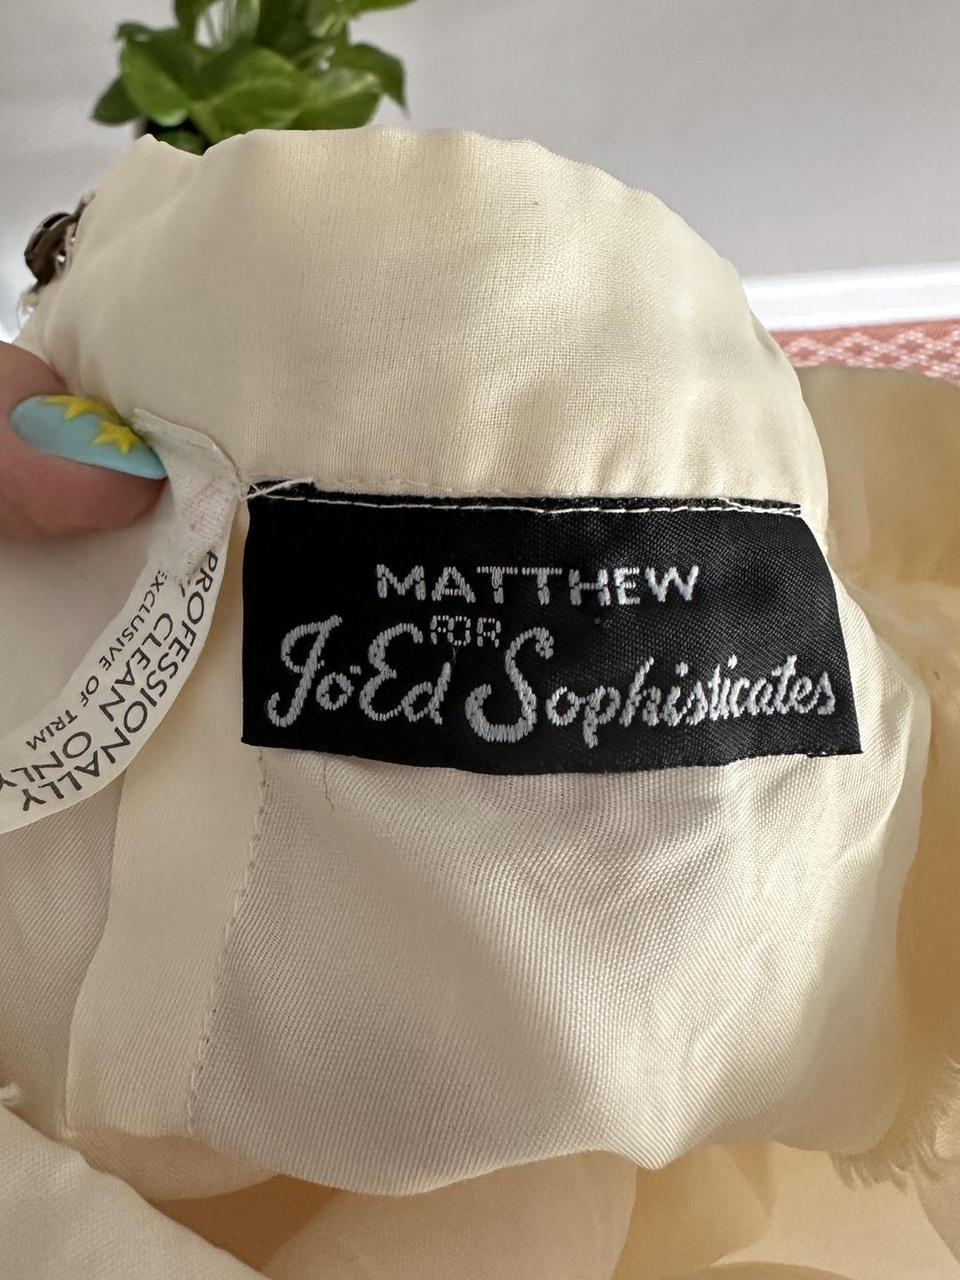 MATTHEW
FOR
Jo-Ed Sophisticates
PROFESSIONALLY
CLEAN ONLY
EXCLUSIVE OF TRIM